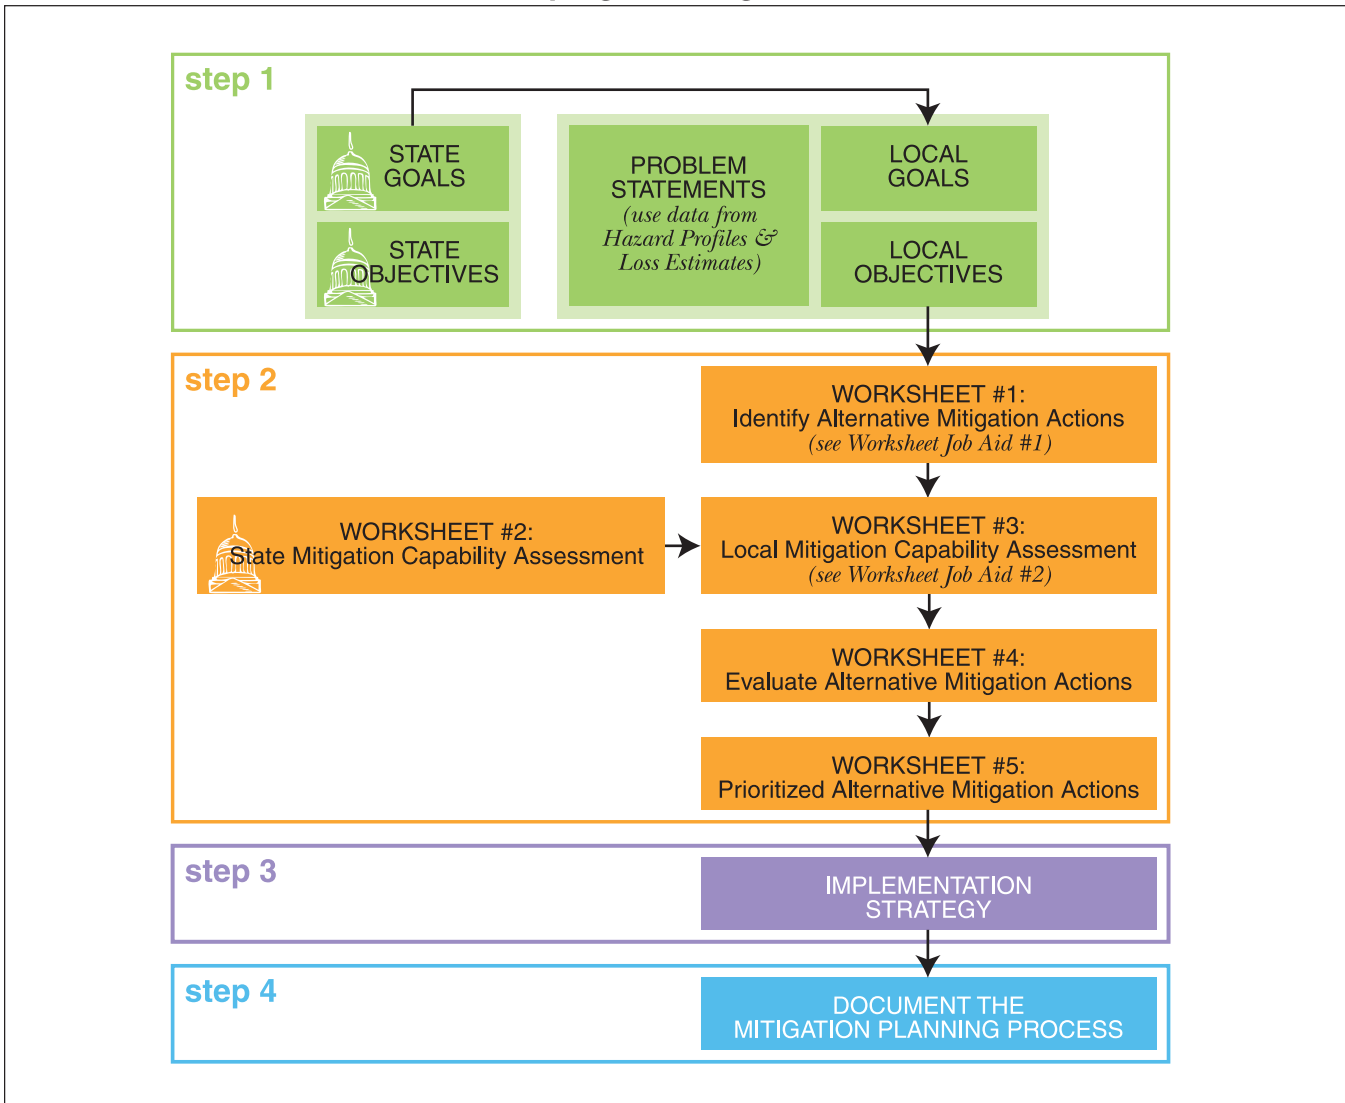 step 1
STATE
GOALS
STATE
OBJECTIVES
PROBLEM
STATEMENTS
(use data from
Hazard Profiles &
Loss Estimates)
LOCAL
GOALS
LOCAL
OBJECTIVES
step 2
WORKSHEET #1:
Identify Alternative Mitigation Actions
(see Worksheet Job Aid #1)
WORKSHEET #2:
State Mitigation Capability Assessment
WORKSHEET #3:
Local Mitigation Capability Assessment
(see Worksheet Job Aid #2)
WORKSHEET #4:
Evaluate Alternative Mitigation Actions
WORKSHEET #5:
Prioritized Alternative Mitigation Actions
step 3
IMPLEMENTATION
STRATEGY
step 4
DOCUMENT THE
MITIGATION PLANNING PROCESS